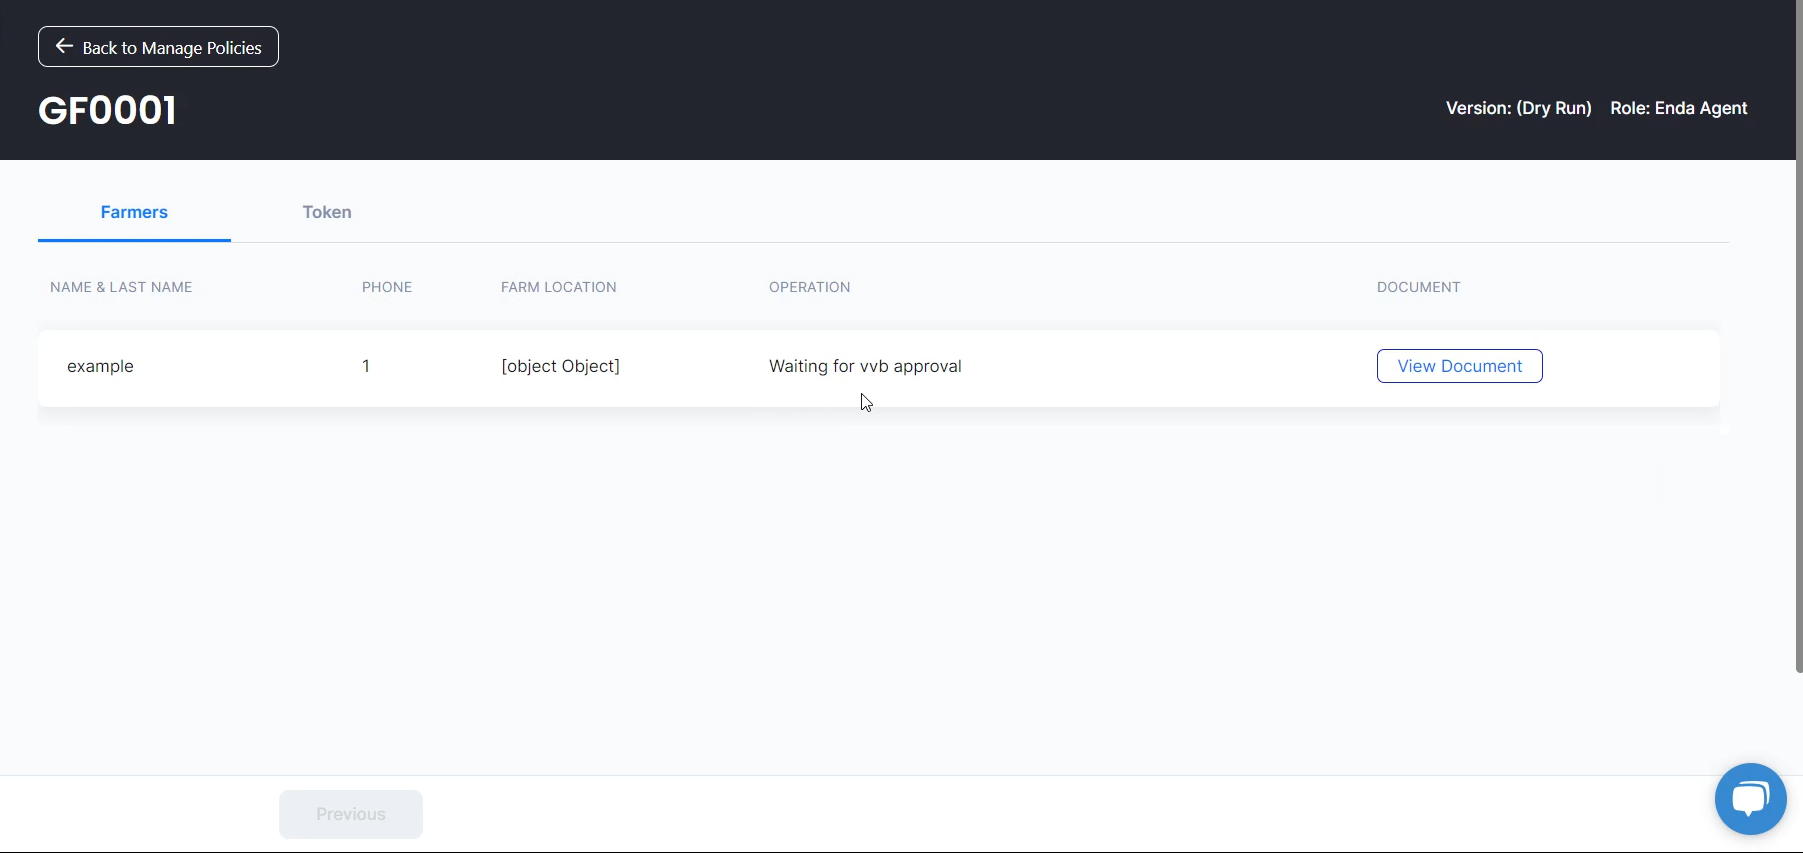 Back to Manage Policies
GF0001
Version: (Dry Run) Role: Enda Agent
Farmers Token
NAME & LAST NAME PHONE FARM LOCATION OPERATION DOCUMENT
example 1 [object Object] Waiting for vvb approval View Document
Previous